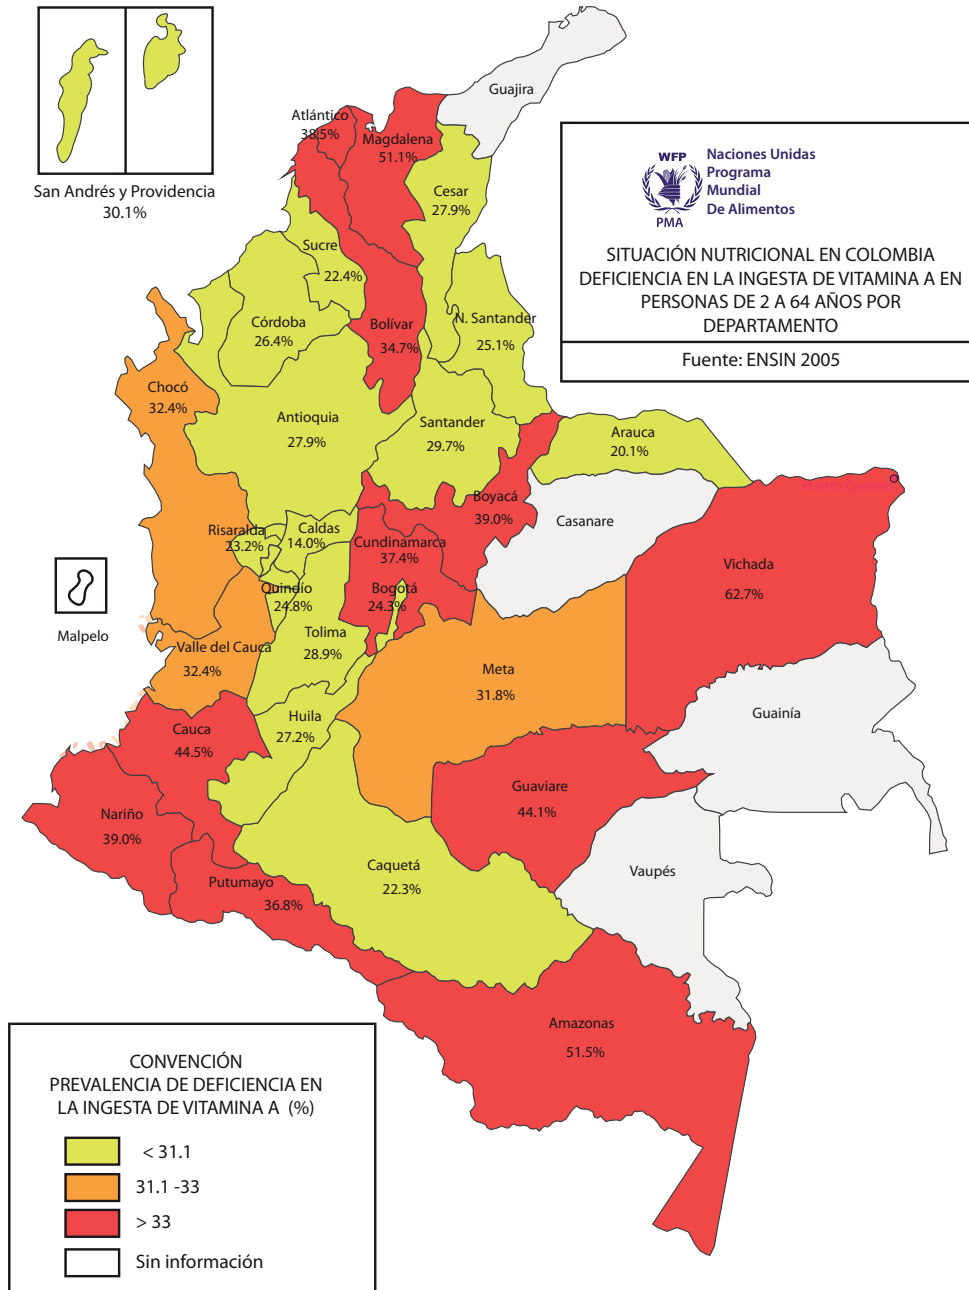 Guajira
Atlántico
38.5%
Magdalena
51.1%
San Andrés y Providencia
30.1%
Cesar
27.9%
WFP
PMA
Naciones Unidas
Programa
Mundial
De Alimentos
SITUACIÓN NUTRICIONAL EN COLOMBIA
DEFICIENCIA EN LA INGESTA DE VITAMINA A EN
PERSONAS DE 2 A 64 AÑOS POR
DEPARTAMENTO
Fuente: ENSIN 2005
Sucre
22.4%
Córdoba
26.4%
Bolívar
34.7%
N. Santander
25.1%
Chocó
32.4%
Antioquia
27.9%
Santander
29.7%
Arauca
20.1%
Boyacá
39.0%
Casanare
Puerto Carreño
Vichada
62.7%
Risaralda
23.2%
Caldas
14.0%
Cundinamarca
37.4%
Quindío
24.8%
Bogotá
24.3%
Malpelo
Tolima
28.9%
Valle del Cauca
32.4%
Meta
31.8%
Guainía
Huila
27.2%
Cauca
44.5%
Guaviare
44.1%
Nariño
39.0%
Caquetá
22.3%
Vaupés
Putumayo
36.8%
Amazonas
51.5%
CONVENCIÓN
PREVALENCIA DE DEFICIENCIA EN
LA INGESTA DE VITAMINA A (%)
< 31.1
31.1 -33
> 33
Sin información